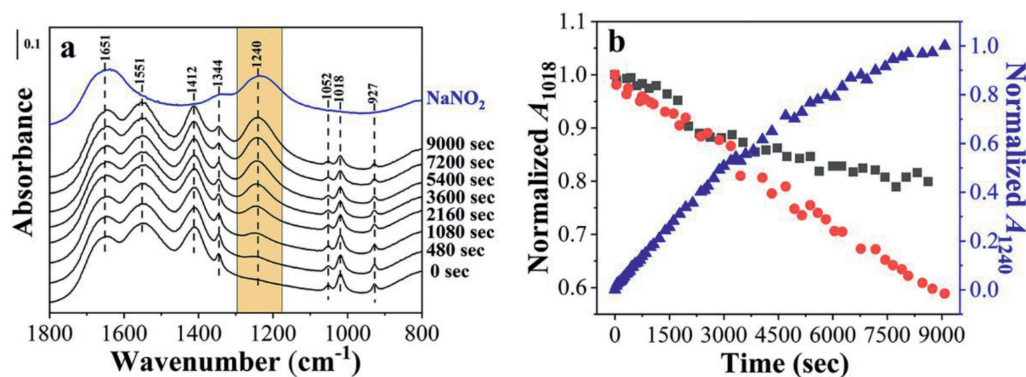 0.1
a
1651
1551
1412
1344
1240
1052
1018
927
NaNO₂
9000 sec
7200 sec
5400 sec
3600 sec
2160 sec
1080 sec
480 sec
0 sec
Absorbance
1800 1600 1400 1200 1000 800
Wavenumber (cm⁻¹)
b
1.1
1.0
0.9
0.8
0.7
0.6
Normalized A₁₀₁₈
1.0
0.8
0.6
0.4
0.2
0.0
Normalized A₁₂₄₀
0 1500 3000 4500 6000 7500 9000
Time (sec)